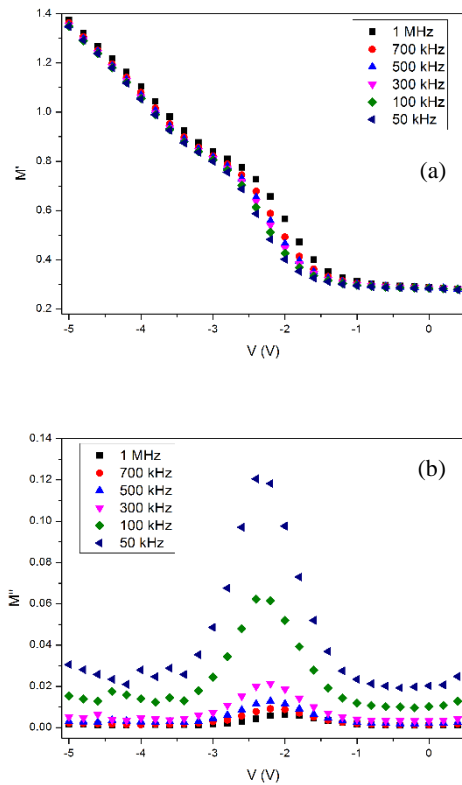 1.4
1.2
1.0
0.8
0.6
0.4
0.2
M'
1 MHz
700 kHz
500 kHz
300 kHz
100 kHz
50 kHz
(a)
-5 -4 -3 -2 -1 0
V (V)
0.14
0.12
0.10
0.08
0.06
0.04
0.02
0.00
M"
1 MHz
700 kHz
500 kHz
300 kHz
100 kHz
50 kHz
(b)
-5 -4 -3 -2 -1 0
V (V)